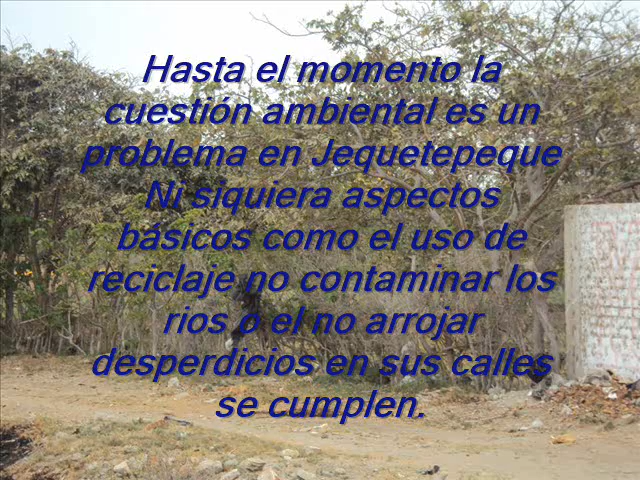 Hasta el momento la
cuestión ambiental es un
problema en Jequetepeque
Ni siquiera aspectos
básicos como el uso de
reciclaje no contaminar los
rios o el no arrojar
desperdicios en sus calles
se cumplen.